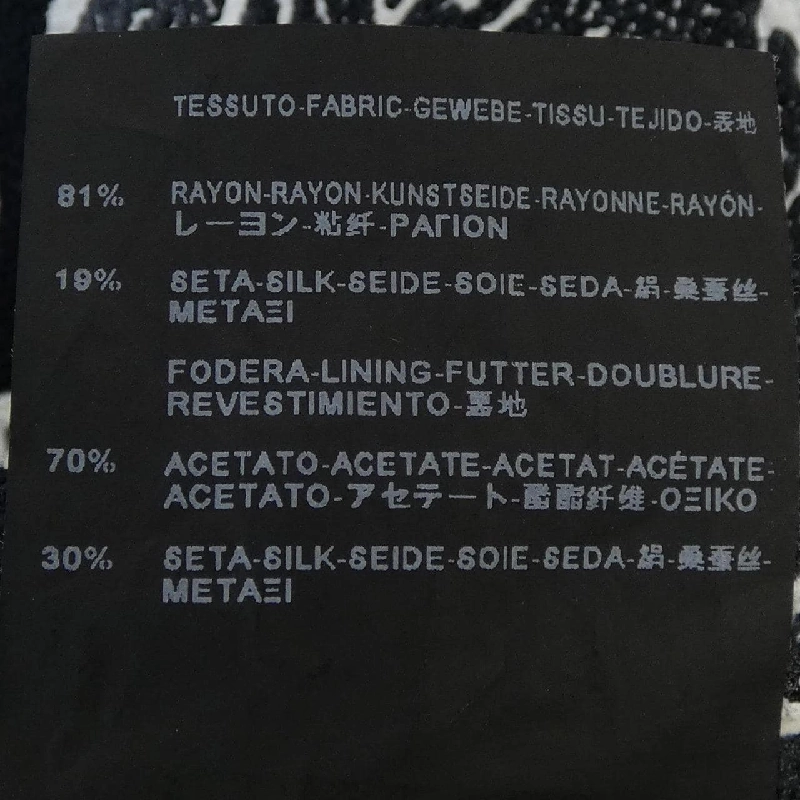 TESSUTO-FABRIC-GEWEBE-TISSU-TEJIDO-表地
81% RAYON-RAYON-KUNSTSEIDE-RAYONNE-RAYÓN-
レーヨン-粘纤-ΡΑΓΙΟΝ
19% SETA-SILK-SEIDE-SOIE-SEDA-絹-桑蚕丝-
ΜΕΤΑΞΙ
FODERA-LINING-FUTTER-DOUBLURE-
REVESTIMIENTO-裏地
70% ACETATO-ACETATE-ACETAT-ACÉTATE-
ACETATO-アセテート-醋酯纤维-ΟΞΙΚΟ
30% SETA-SILK-SEIDE-SOIE-SEDA-絹-桑蚕丝-
ΜΕΤΑΞΙ